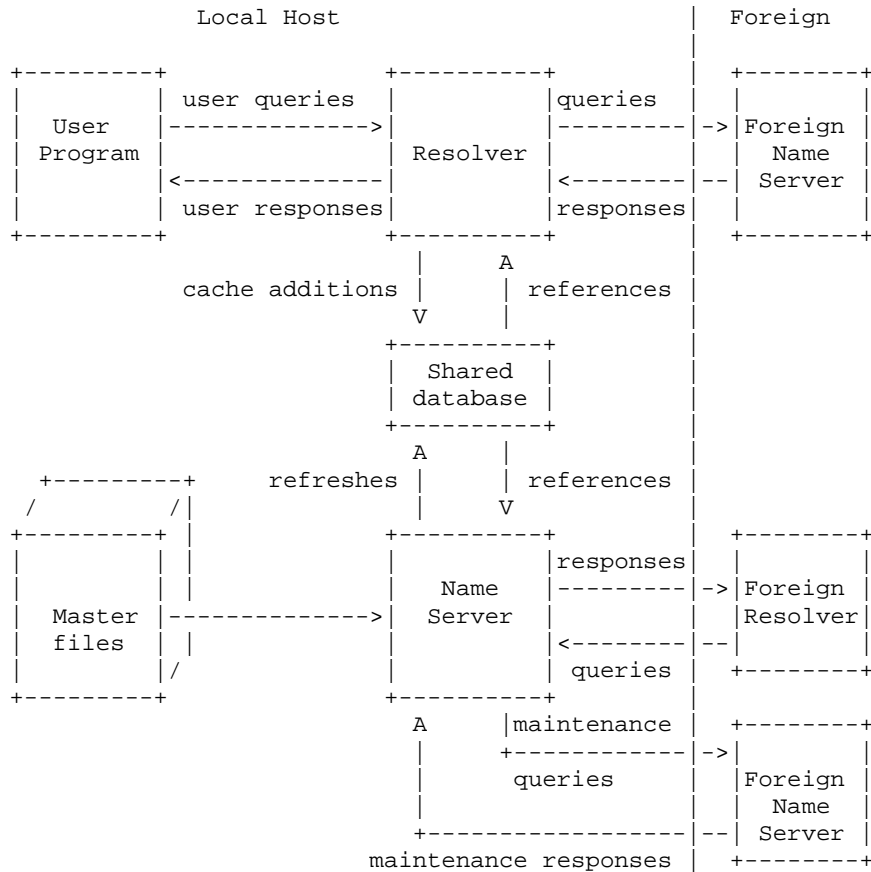 Local Host | Foreign
|
+---------+ +----------+ | +--------+
| | user queries | |queries | | |
| User |-------------->| |---------|->|Foreign |
| Program | | Resolver | | | Name |
| |<--------------| |<--------|--| Server |
| | user responses| |responses| | |
+---------+ +----------+ | +--------+
| A |
cache additions | | references |
V | |
+----------+ |
| Shared | |
| database | |
+----------+ |
A | |
+---------+ refreshes | | references |
/ /| | V |
+---------+ | +----------+ | +--------+
| | | | |responses| | |
| | | | Name |---------|->|Foreign |
| Master |-------------->| Server | | |Resolver|
| files | | | |<--------|--| |
| | |/ | | queries | +--------+
+---------+ +----------+ |
A |maintenance | +--------+
| +------------|->| |
| queries | |Foreign |
| | | Name |
+------------------|--| Server |
maintenance responses | +--------+